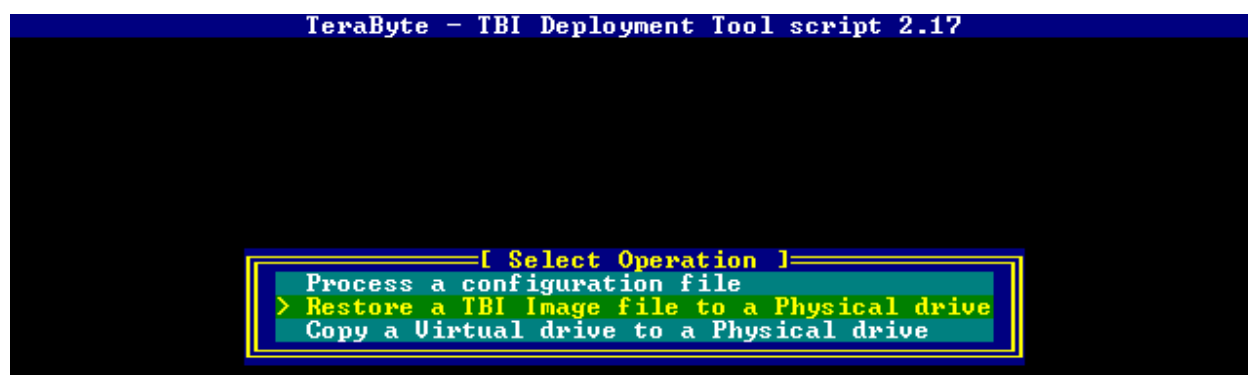 TeraByte - TBI Deployment Tool script 2.17
[ Select Operation ]
Process a configuration file
> Restore a TBI Image file to a Physical drive
Copy a Virtual drive to a Physical drive